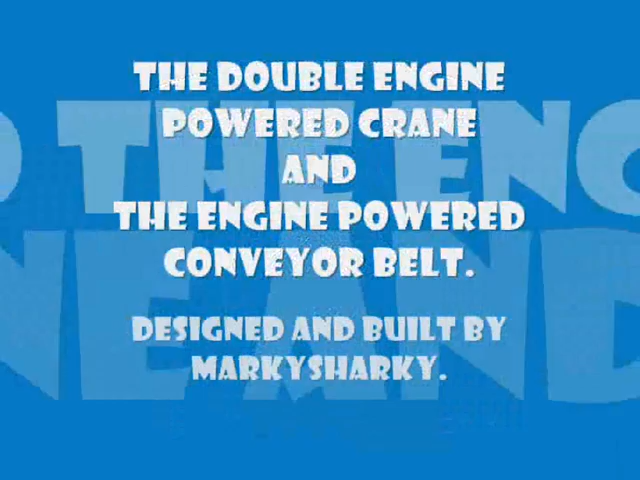 THE DOUBLE ENGINE
POWERED CRANE
AND
THE ENGINE POWERED
CONVEYOR BELT.
DESIGNED AND BUILT BY
MARKYSHARKY.